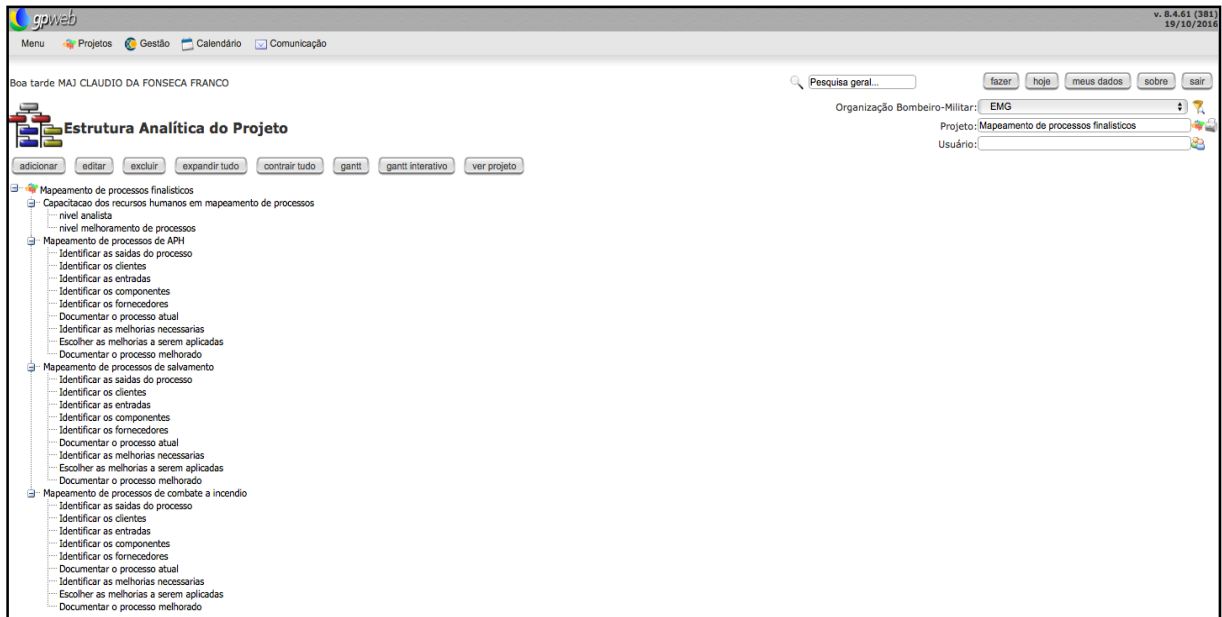 gpweb
v. 8.4.61 (381)
19/10/2016
Menu Projetos Gestão Calendário Comunicação
Boa tarde MAJ CLAUDIO DA FONSECA FRANCO
Pesquisa geral... fazer hoje meus dados sobre sair
Organização Bombeiro-Militar: EMG
Estrutura Analítica do Projeto
Projeto: Mapeamento de processos finalisticos
Usuário:
adicionar editar excluir expandir tudo contrair tudo gantt gantt interativo ver projeto
Mapeamento de processos finalisticos
Capacitacao dos recursos humanos em mapeamento de processos
nivel analista
nivel melhoramento de processos
Mapeamento de processos de APH
Identificar as saidas do processo
Identificar os clientes
Identificar as entradas
Identificar os componentes
Identificar os fornecedores
Documentar o processo atual
Identificar as melhorias necessarias
Escolher as melhorias a serem aplicadas
Documentar o processo melhorado
Mapeamento de processos de salvamento
Identificar as saidas do processo
Identificar os clientes
Identificar as entradas
Identificar os componentes
Identificar os fornecedores
Documentar o processo atual
Identificar as melhorias necessarias
Escolher as melhorias a serem aplicadas
Documentar o processo melhorado
Mapeamento de processos de combate a incendio
Identificar as saidas do processo
Identificar os clientes
Identificar as entradas
Identificar os componentes
Identificar os fornecedores
Documentar o processo atual
Identificar as melhorias necessarias
Escolher as melhorias a serem aplicadas
Documentar o processo melhorado